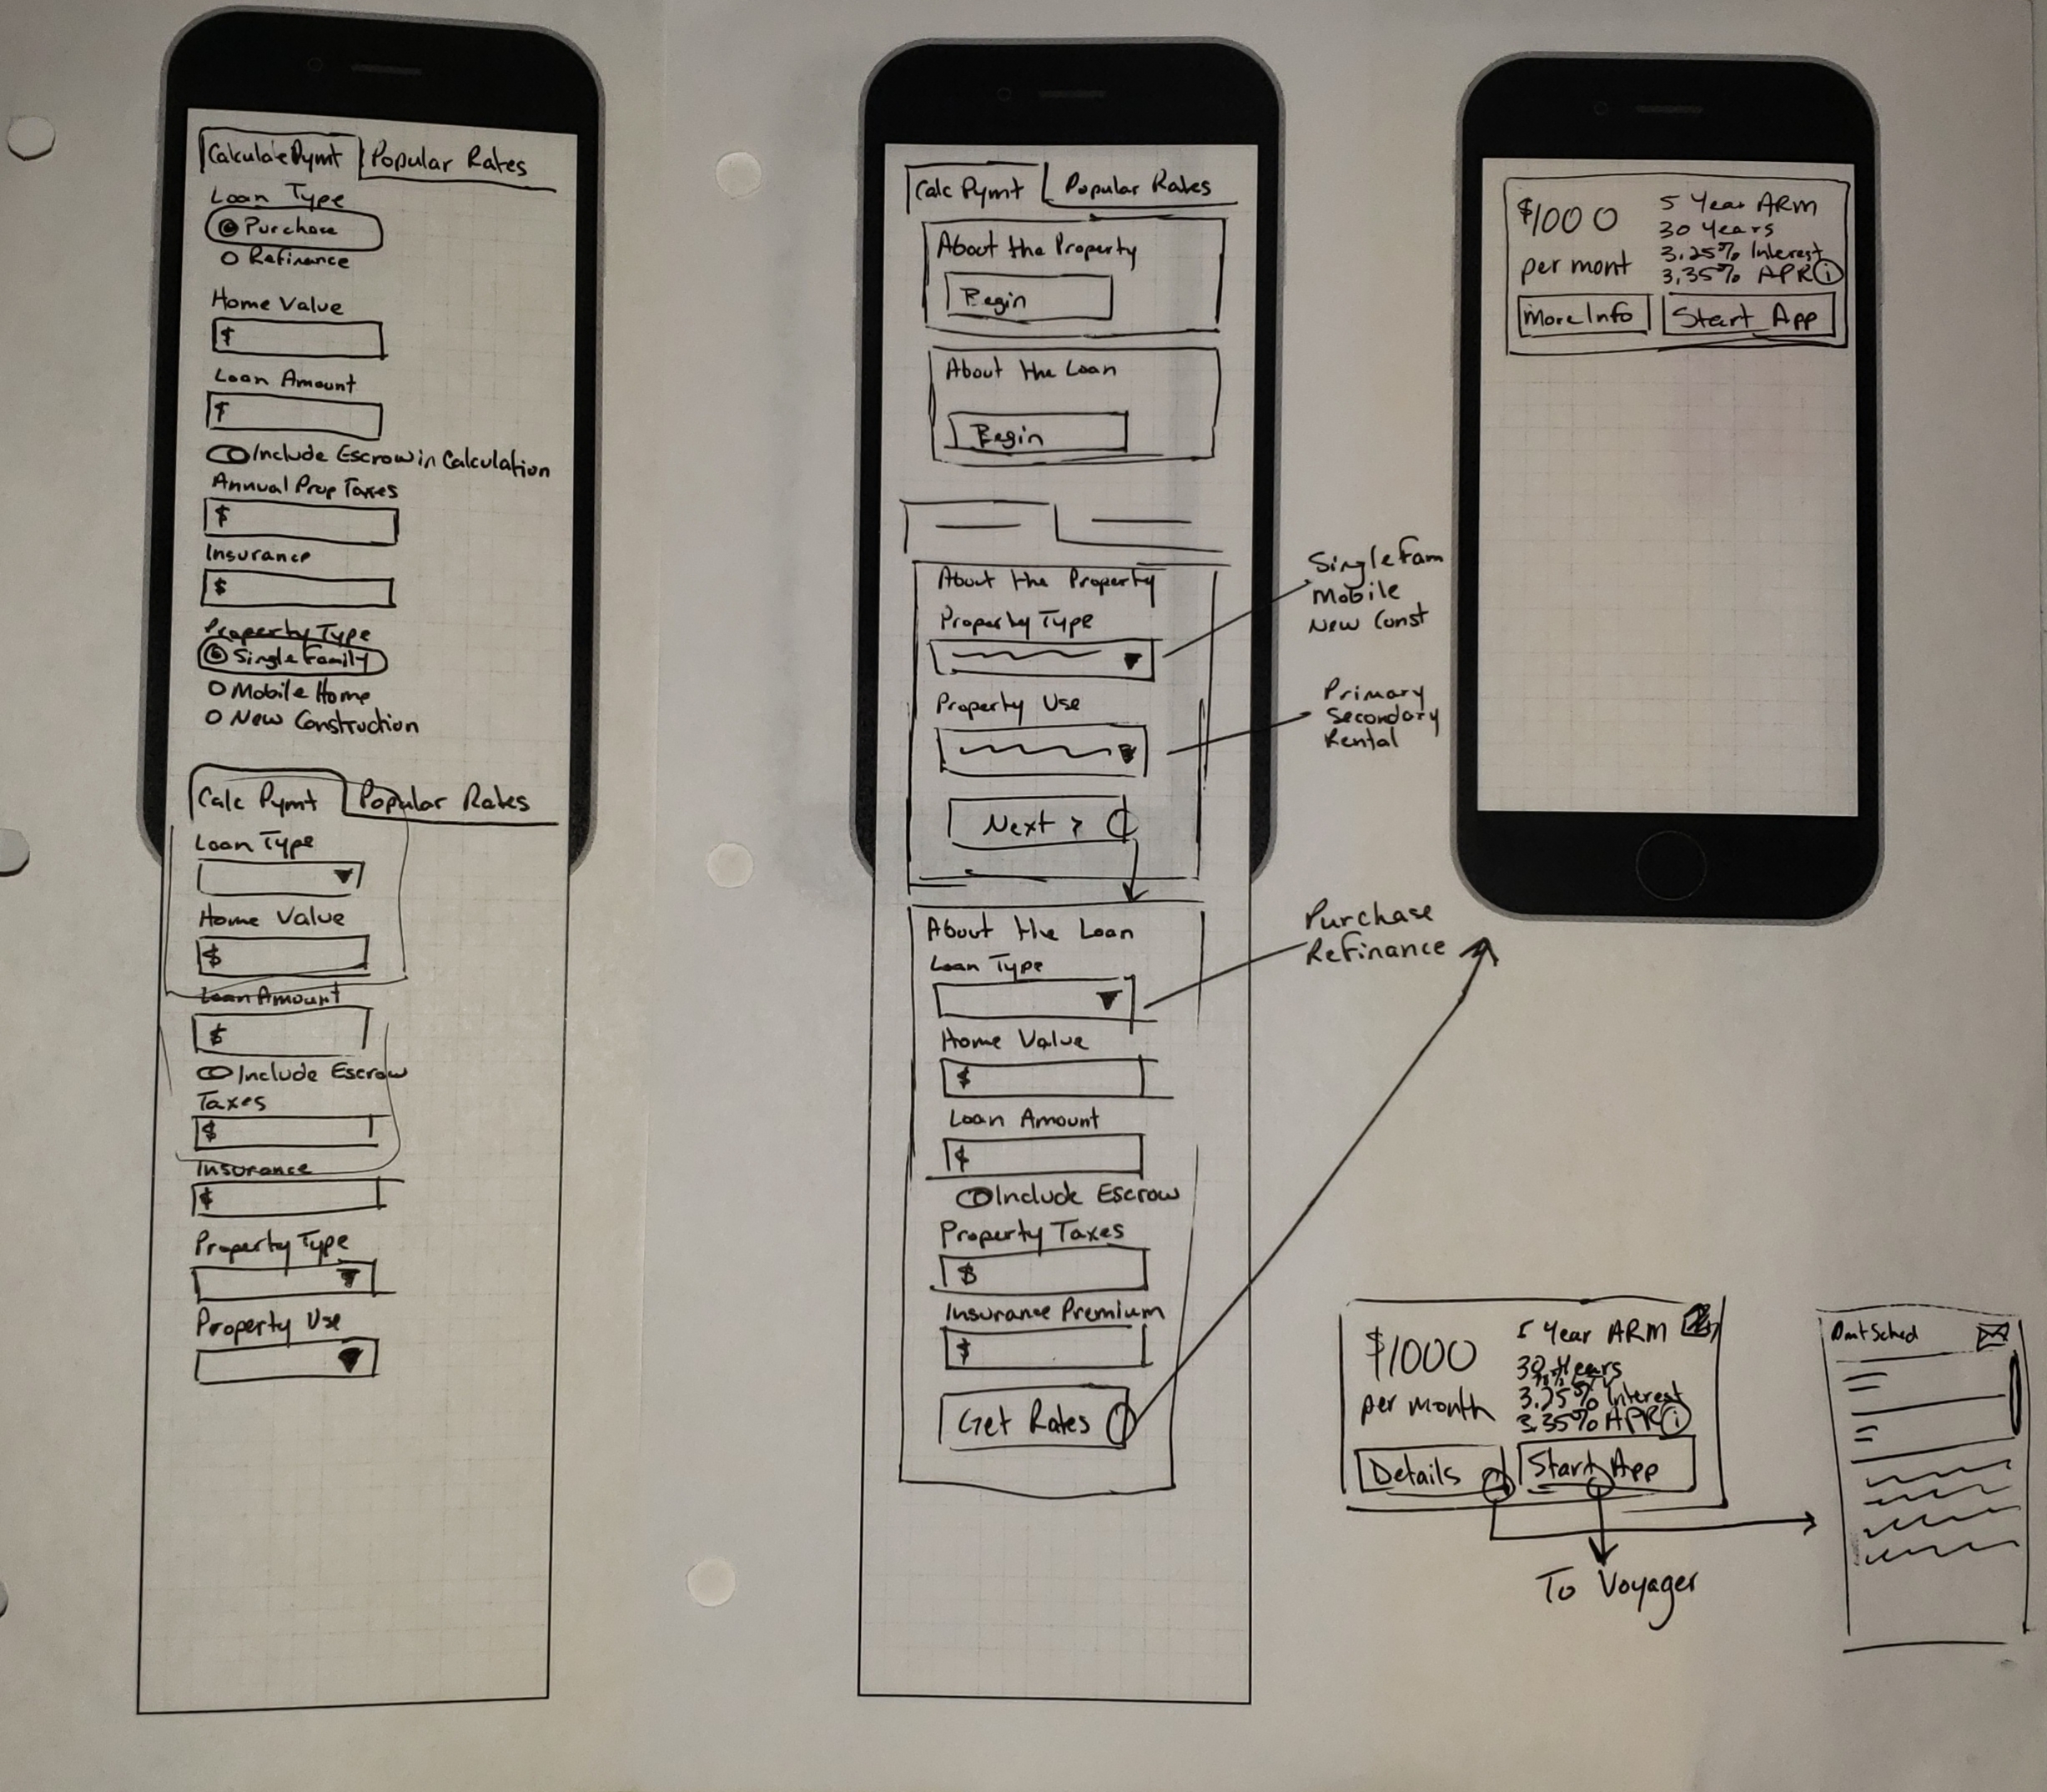 Calculate Pymt Popular Rates
Loan Type
Purchase
Refinance
Home Value
$
Loan Amount
$
Include Escrow in Calculation
Annual Prop Taxes
$
Insurance
$
Property Type
Single Family
Mobile Home
New Construction
Calc Pymt Popular Rates
Loan Type
Home Value
$
Loan Amount
$
Include Escrow
Taxes
$
Insurance
$
Property Type
Property Use
Calc Pymt Popular Rates
About the Property
Begin
About the Loan
Begin
About the Property
Property Type
Property Use
Next >
About the Loan
Loan Type
Home Value
$
Loan Amount
$
Include Escrow
Property Taxes
$
Insurance Premium
$
Get Rates
Single Fam
Mobile
New Const
Primary
Secondary
Rental
Purchase
Refinance
$1000
per mont
5 Year ARM
30 Years
3.25% Interest
3.35% APR i
More Info
Start App
$1000
per month
5 Year ARM
30 Years
3.25% Interest
3.35% APR i
Details
Start App
To Voyager
Sched